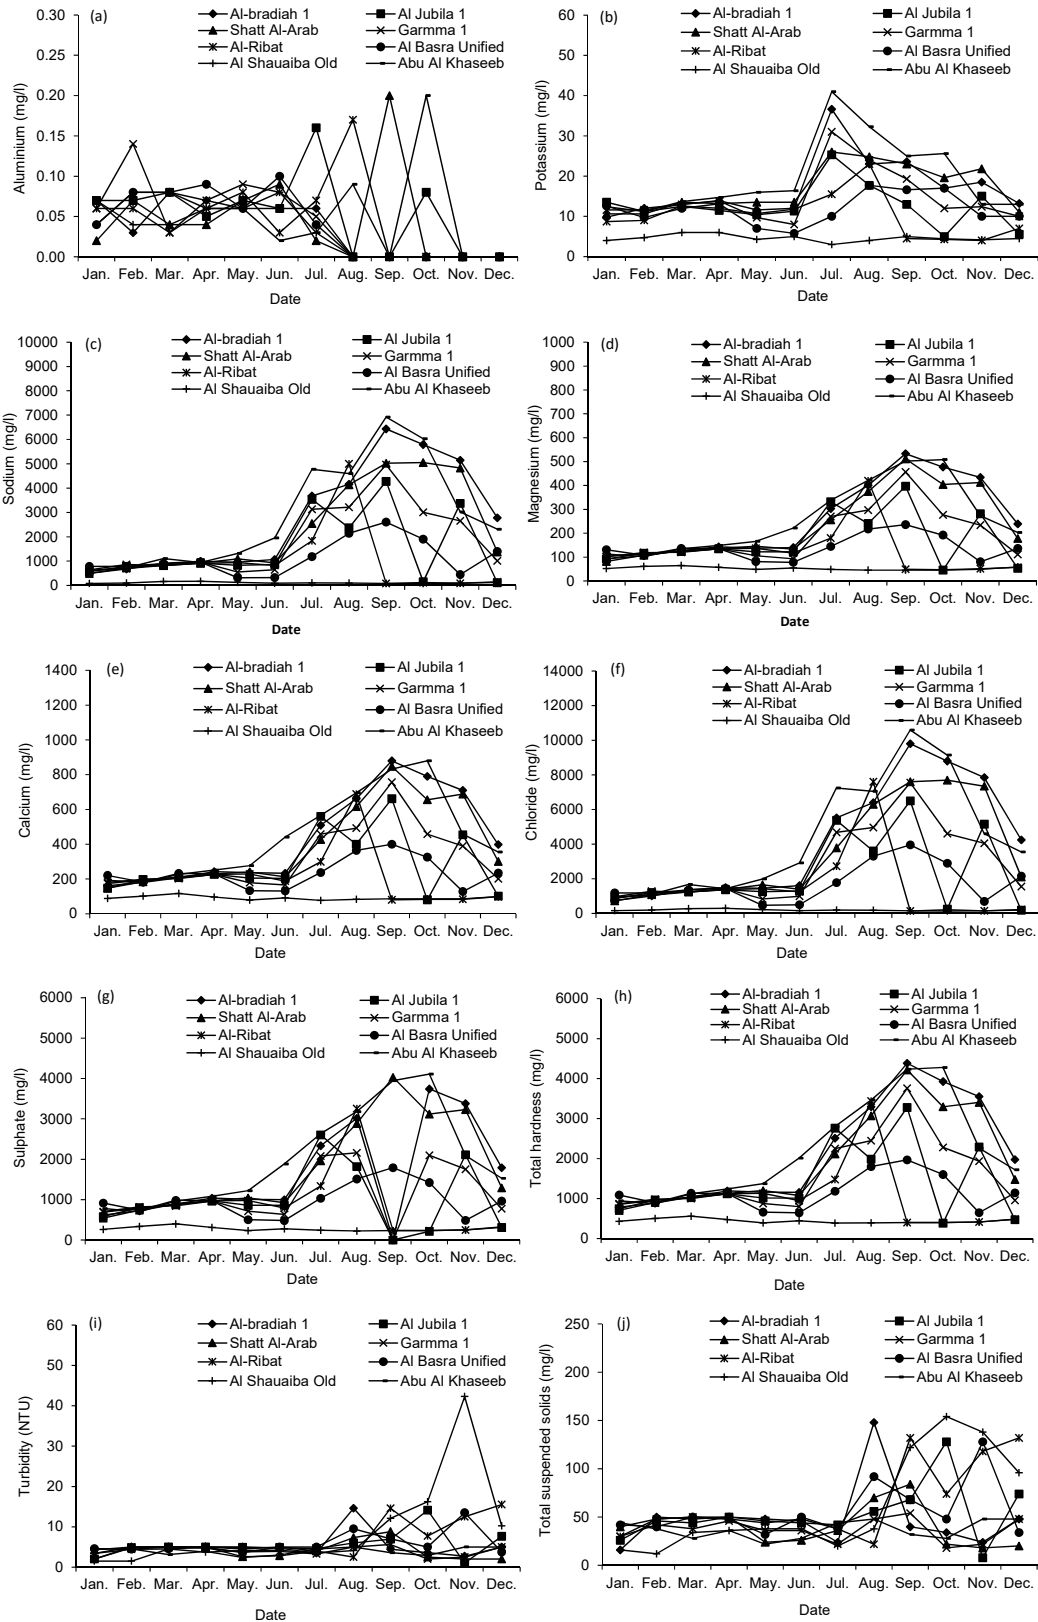 (a)
Al-bradiah 1 Al Jubila 1
Shatt Al-Arab Garmma 1
Al-Ribat Al Basra Unified
Al Shauaiba Old Abu Al Khaseeb
Aluminium (mg/l)
0.30
0.25
0.20
0.15
0.10
0.05
0.00
Jan. Feb. Mar. Apr. May. Jun. Jul. Aug. Sep. Oct. Nov. Dec.
Date
(b)
Al-bradiah 1 Al Jubila 1
Shatt Al-Arab Garmma 1
Al-Ribat Al Basra Unified
Al Shauaiba Old Abu Al Khaseeb
Potassium (mg/l)
60
50
40
30
20
10
0
Jan. Feb. Mar. Apr. May. Jun. Jul. Aug. Sep. Oct. Nov. Dec.
Date
(c)
Al-bradiah 1 Al Jubila 1
Shatt Al-Arab Garmma 1
Al-Ribat Al Basra Unified
Al Shauaiba Old Abu Al Khaseeb
Sodium (mg/l)
10000
9000
8000
7000
6000
5000
4000
3000
2000
1000
0
Jan. Feb. Mar. Apr. May. Jun. Jul. Aug. Sep. Oct. Nov. Dec.
Date
(d)
Al-bradiah 1 Al Jubila 1
Shatt Al-Arab Garmma 1
Al-Ribat Al Basra Unified
Al Shauaiba Old Abu Al Khaseeb
Magnesium (mg/l)
1000
900
800
700
600
500
400
300
200
100
0
Jan. Feb. Mar. Apr. May. Jun. Jul. Aug. Sep. Oct. Nov. Dec.
Date
(e)
Al-bradiah 1 Al Jubila 1
Shatt Al-Arab Garmma 1
Al-Ribat Al Basra Unified
Al Shauaiba Old Abu Al Khaseeb
Calcium (mg/l)
1400
1200
1000
800
600
400
200
0
Jan. Feb. Mar. Apr. May. Jun. Jul. Aug. Sep. Oct. Nov. Dec.
Date
(f)
Al-bradiah 1 Al Jubila 1
Shatt Al-Arab Garmma 1
Al-Ribat Al Basra Unified
Al Shauaiba Old Abu Al Khaseeb
Chloride (mg/l)
14000
12000
10000
8000
6000
4000
2000
0
Jan. Feb. Mar. Apr. May. Jun. Jul. Aug. Sep. Oct. Nov. Dec.
Date
(g)
Al-bradiah 1 Al Jubila 1
Shatt Al-Arab Garmma 1
Al-Ribat Al Basra Unified
Al Shauaiba Old Abu Al Khaseeb
Sulphate (mg/l)
6000
5000
4000
3000
2000
1000
0
Jan. Feb. Mar. Apr. May. Jun. Jul. Aug. Sep. Oct. Nov. Dec.
Date
(h)
Al-bradiah 1 Al Jubila 1
Shatt Al-Arab Garmma 1
Al-Ribat Al Basra Unified
Al Shauaiba Old Abu Al Khaseeb
Total hardness (mg/l)
6000
5000
4000
3000
2000
1000
0
Jan. Feb. Mar. Apr. May. Jun. Jul. Aug. Sep. Oct. Nov. Dec.
Date
(i)
Al-bradiah 1 Al Jubila 1
Shatt Al-Arab Garmma 1
Al-Ribat Al Basra Unified
Al Shauaiba Old Abu Al Khaseeb
Turbidity (NTU)
60
50
40
30
20
10
0
Jan. Feb. Mar. Apr. May. Jun. Jul. Aug. Sep. Oct. Nov. Dec.
Date
(j)
Al-bradiah 1 Al Jubila 1
Shatt Al-Arab Garmma 1
Al-Ribat Al Basra Unified
Al Shauaiba Old Abu Al Khaseeb
Total suspended solids (mg/l)
250
200
150
100
50
0
Jan. Feb. Mar. Apr. May. Jun. Jul. Aug. Sep. Oct. Nov. Dec.
Date